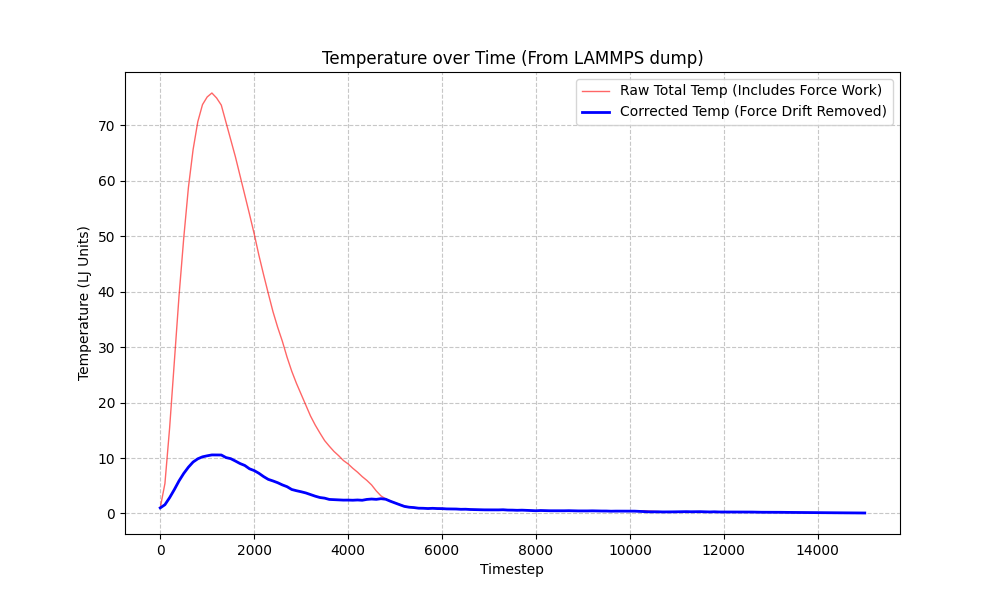 Temperature over Time (From LAMMPS dump)
Raw Total Temp (Includes Force Work)
Corrected Temp (Force Drift Removed)
Temperature (LJ Units)
70
60
50
40
30
20
10
0
0 2000 4000 6000 8000 10000 12000 14000
Timestep